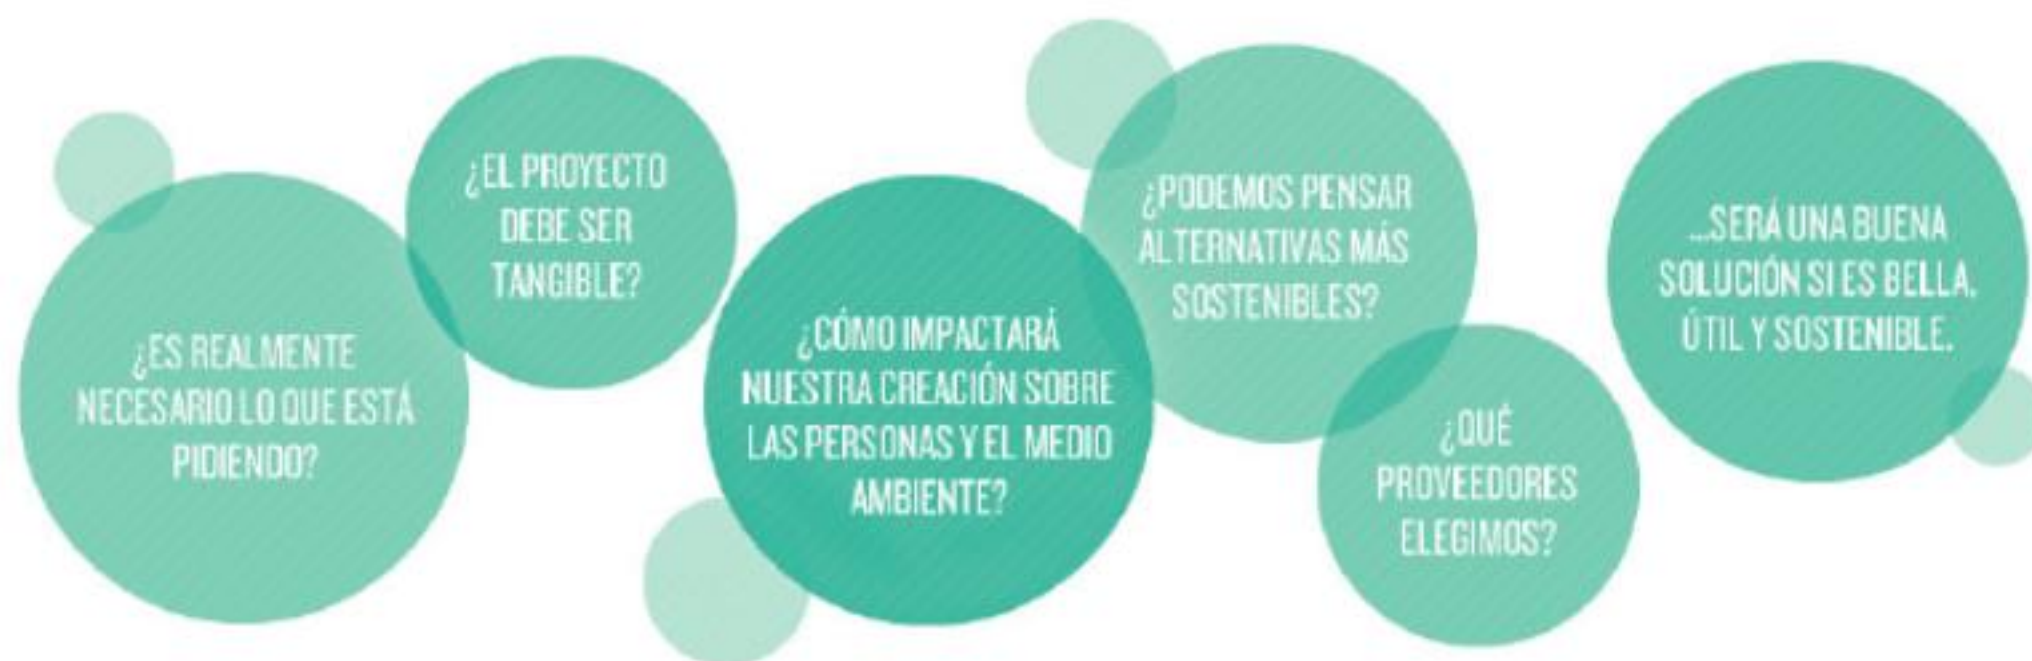 ¿ES REALMENTE
NECESARIO LO QUE ESTÁ
PIDIENDO?
¿EL PROYECTO
DEBE SER
TANGIBLE?
¿CÓMO IMPACTARÁ
NUESTRA CREACIÓN SOBRE
LAS PERSONAS Y EL MEDIO
AMBIENTE?
¿PODEMOS PENSAR
ALTERNATIVAS MÁS
SOSTENIBLES?
¿QUÉ
PROVEEDORES
ELEGIMOS?
...SERÁ UNA BUENA
SOLUCIÓN SI ES BELLA,
ÚTIL Y SOSTENIBLE.